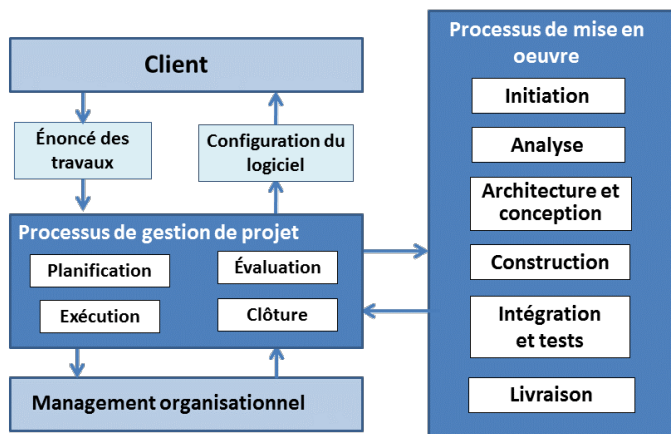 Client
Énoncé des
travaux
Configuration du
logiciel
Processus de gestion de projet
Planification
Évaluation
Exécution
Clôture
Management organisationnel
Processus de mise en
oeuvre
Initiation
Analyse
Architecture et
conception
Construction
Intégration
et tests
Livraison